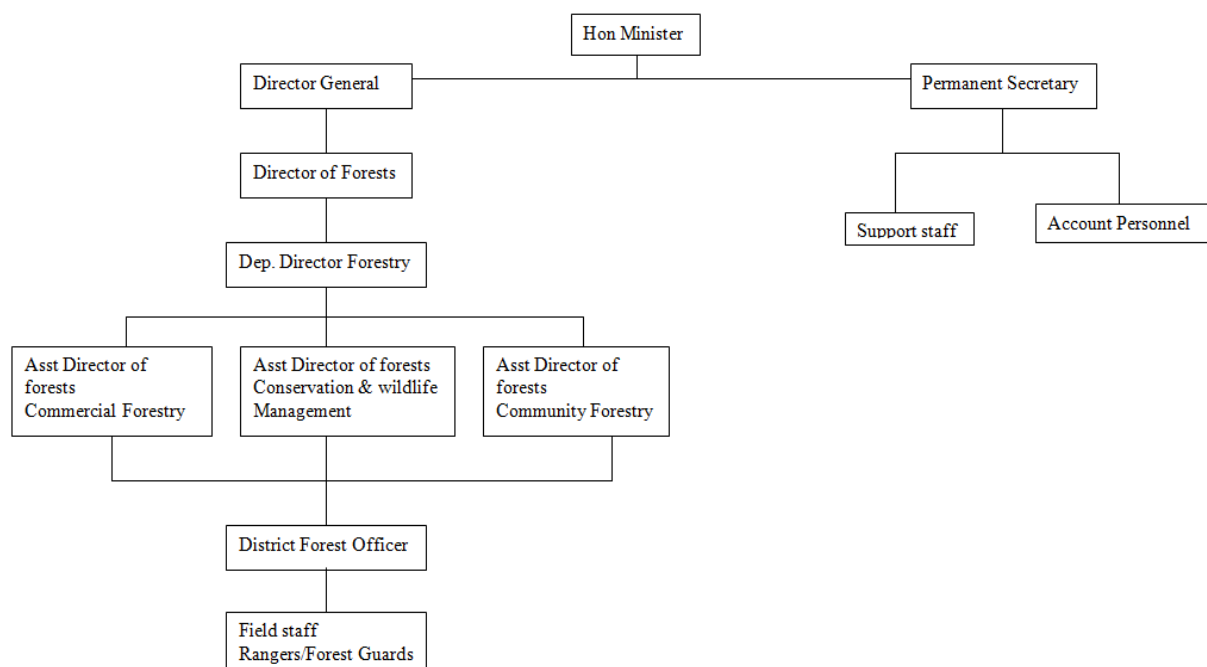 Hon Minister
Director General
Permanent Secretary
Director of Forests
Support staff
Account Personnel
Dep. Director Forestry
Asst Director of
forests
Commercial Forestry
Asst Director of forests
Conservation & wildlife
Management
Asst Director of
forests
Community Forestry
District Forest Officer
Field staff
Rangers/Forest Guards